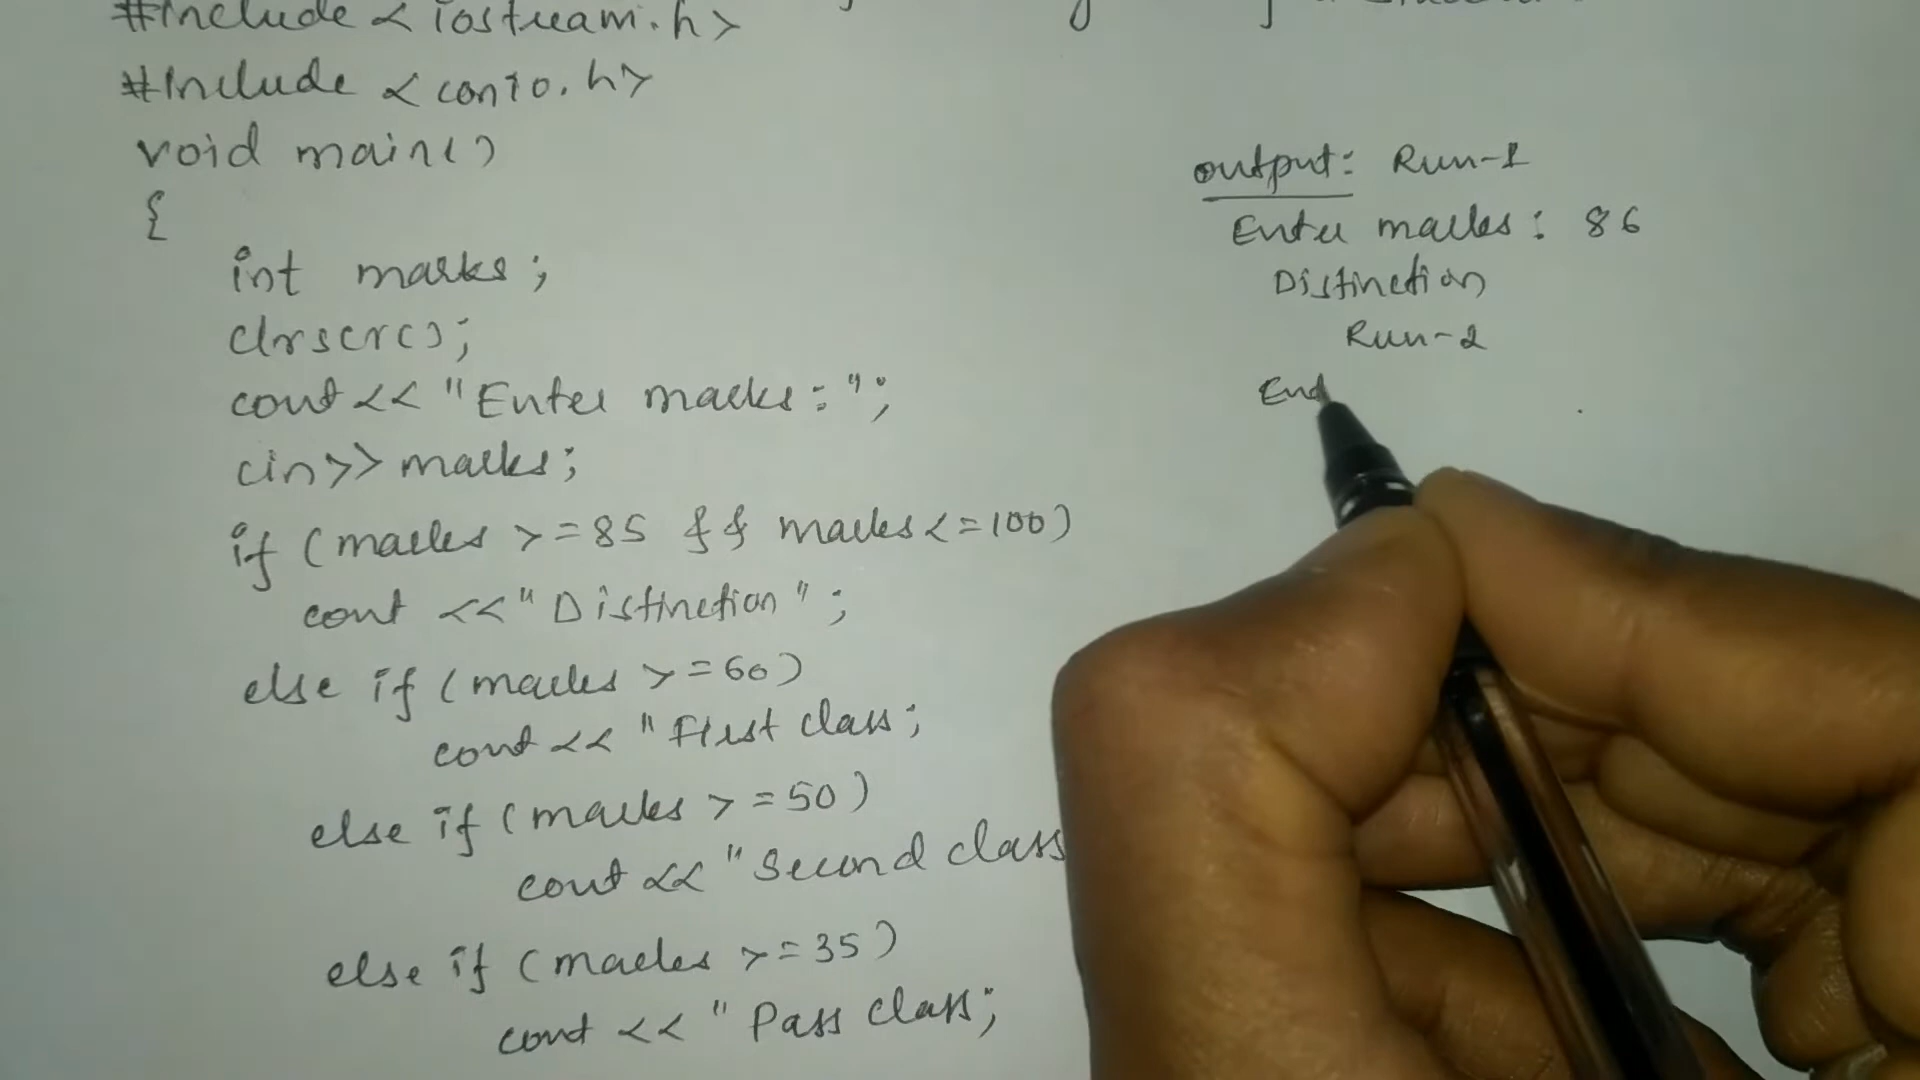 #include <iostream.h>
#include <conio.h>
void main()
{
int marks;
clrscr();
cout<< "Enter marks: ";
cin>>marks;
if (marks >=85 && marks<=100)
cout <<"Distinction";
else if (marks >=60)
cout << "First class;
else if (marks >=50)
cout << "Second class
else if (marks >=35)
cout << "Pass class;
output: Run-1
Enter marks: 86
Distinction
Run-2
Ent